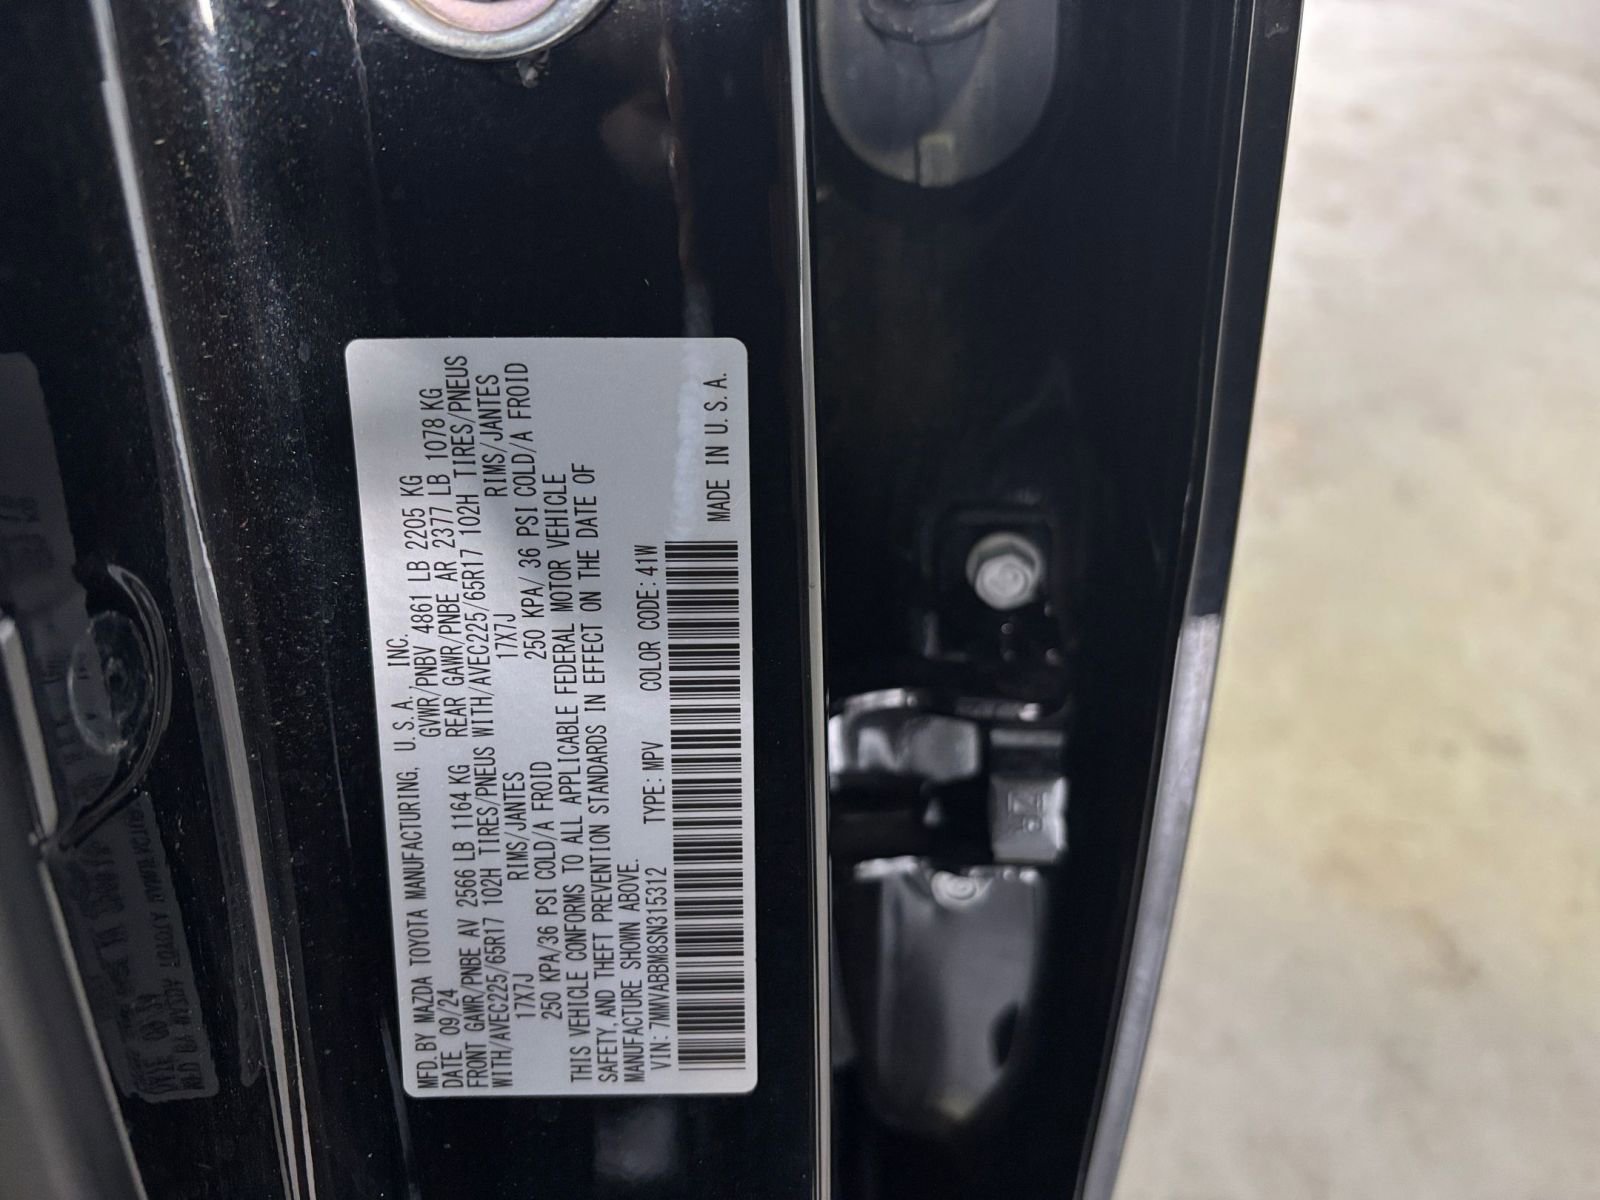 MFD. BY MAZDA TOYOTA MANUFACTURING, U.S.A. INC.
DATE 09/24 GVWR/PNBV 4861 LB 2205 KG
FRONT GAWR/PNBE AV 2566 LB 1164 KG REAR GAWR/PNBE AR 2377 LB 1078 KG
WITH/AVEC225/65R17 102H TIRES/PNEUS WITH/AVEC225/65R17 102H TIRES/PNEUS
17X7J RIMS/JANTES 17X7J RIMS/JANTES
250 KPA/36 PSI COLD/A FROID 250 KPA/ 36 PSI COLD/A FROID
THIS VEHICLE CONFORMS TO ALL APPLICABLE FEDERAL MOTOR VEHICLE
SAFETY, AND THEFT PREVENTION STANDARDS IN EFFECT ON THE DATE OF
MANUFACTURE SHOWN ABOVE.
VIN: 7MMVABBM8SN315312 TYPE: MPV COLOR CODE: 41W
MADE IN U.S.A.